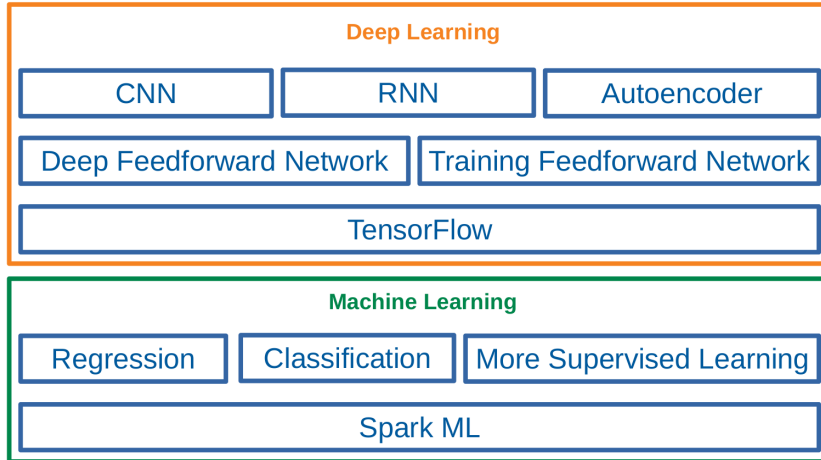 Deep Learning
CNN RNN Autoencoder
Deep Feedforward Network Training Feedforward Network
TensorFlow
Machine Learning
Regression Classification More Supervised Learning
Spark ML